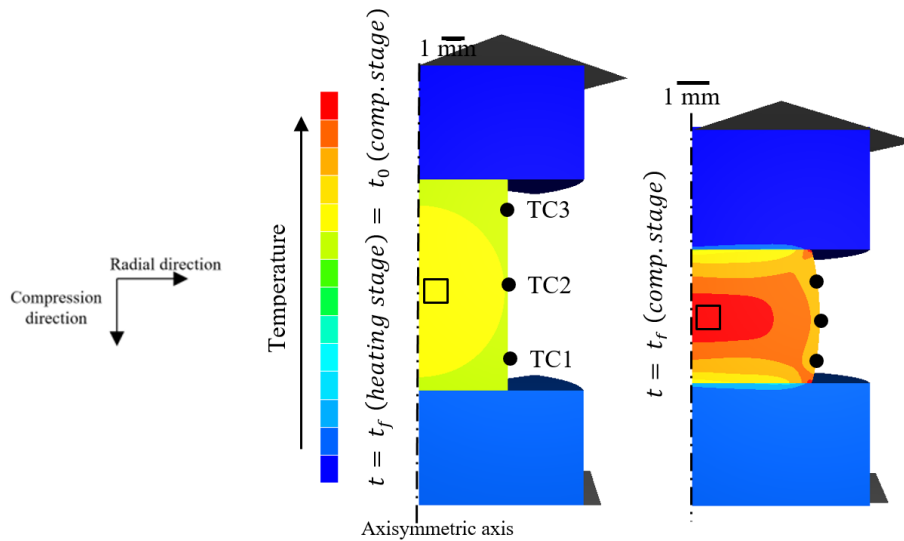 1 mm
1 mm
t = t_f (heating stage) = t_0 (comp. stage)
t = t_f (comp. stage)
TC3
Radial direction
TC2
Compression
direction
Temperature
TC1
Axisymmetric axis